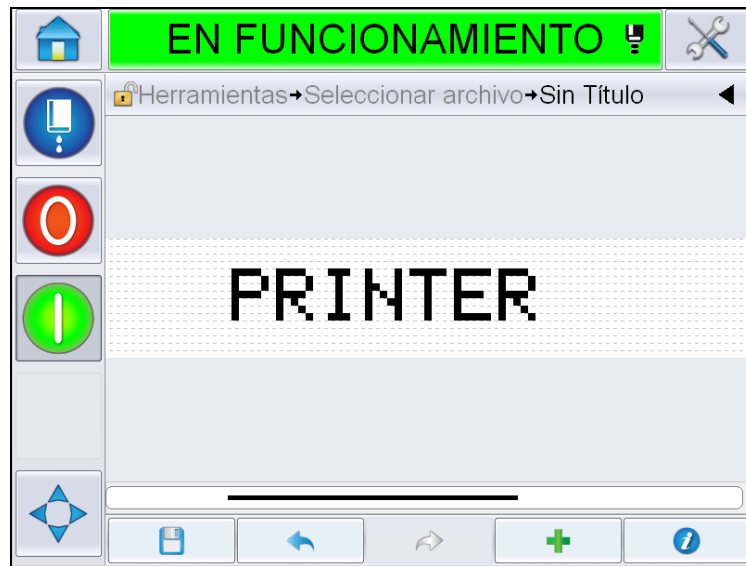 EN FUNCIONAMIENTO
Herramientas→Seleccionar archivo→Sin Título
PRINTER